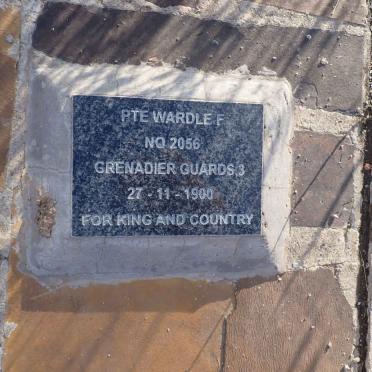 PTE WARDLE F
NO 2056
GRENADIER GUARDS 3
27 - 11 - 1900
FOR KING AND COUNTRY